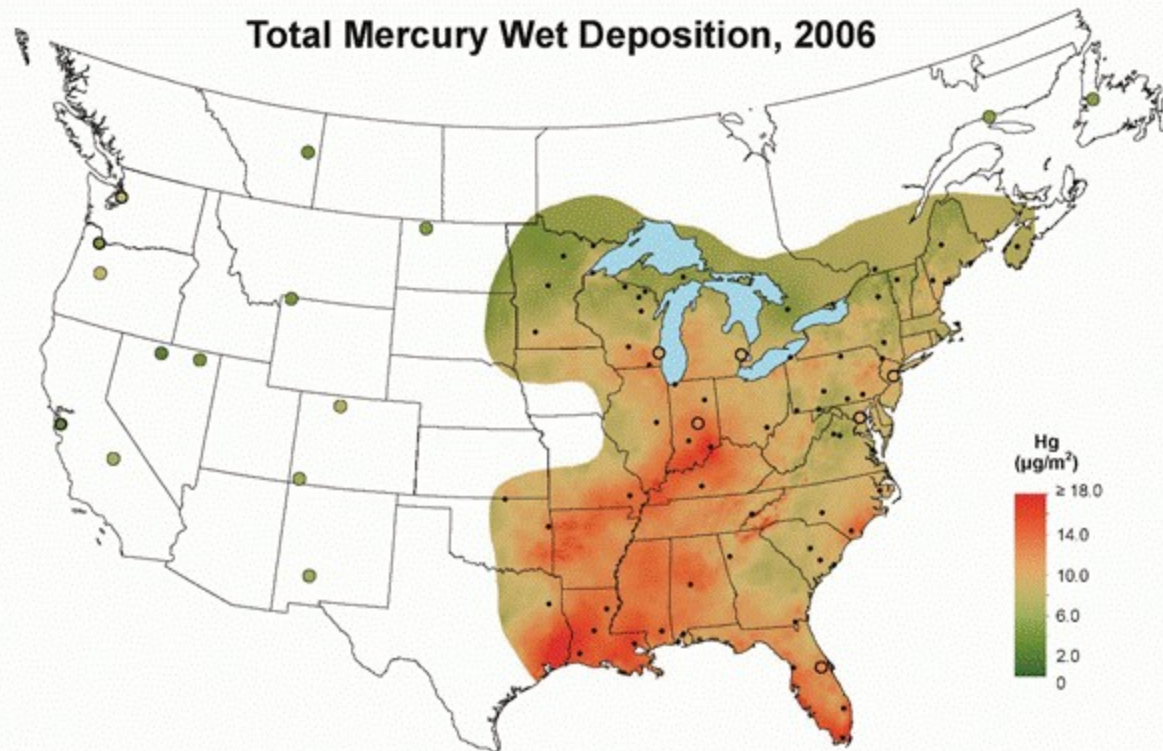 Total Mercury Wet Deposition, 2006
Hg
(µg/m²)
≥ 18.0
14.0
10.0
6.0
2.0
0